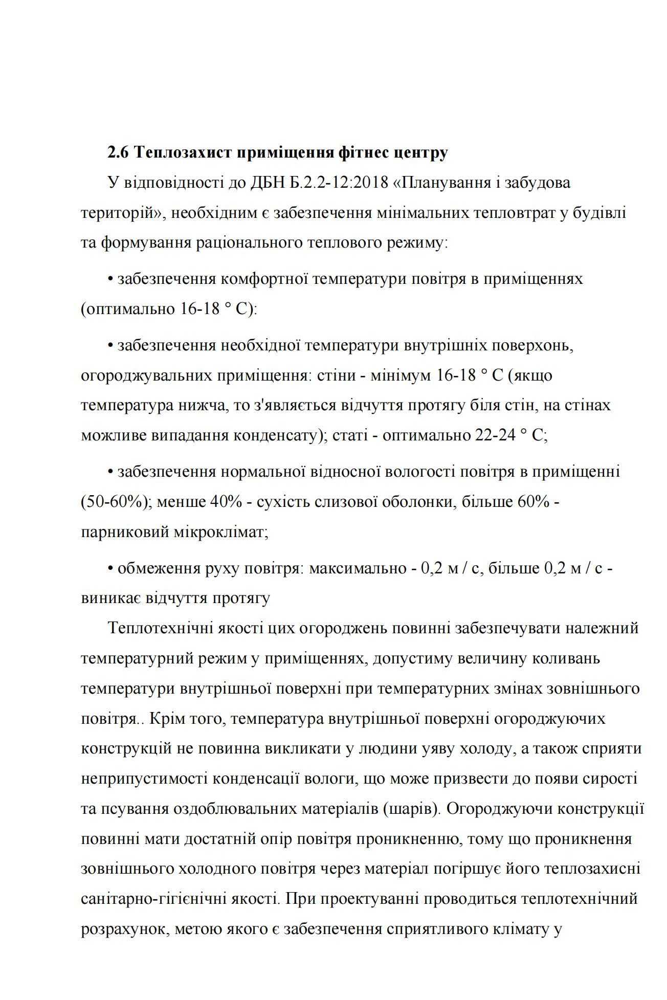 2.6 Теплозахист приміщення фітнес центру
У відповідності до ДБН Б.2.2-12:2018 «Планування і забудова
територій», необхідним є забезпечення мінімальних тепловтрат у будівлі
та формування раціонального теплового режиму:
• забезпечення комфортної температури повітря в приміщеннях
(оптимально 16-18 ° С):
• забезпечення необхідної температури внутрішніх поверхонь,
огороджувальних приміщення: стіни - мінімум 16-18 ° С (якщо
температура нижча, то з'являється відчуття протягу біля стін, на стінах
можливе випадання конденсату); статі - оптимально 22-24 ° С;
• забезпечення нормальної відносної вологості повітря в приміщенні
(50-60%); менше 40% - сухість слизової оболонки, більше 60% -
парниковий мікроклімат;
• обмеження руху повітря: максимально - 0,2 м / с, більше 0,2 м / с -
виникає відчуття протягу
Теплотехнічні якості цих огороджень повинні забезпечувати належний
температурний режим у приміщеннях, допустиму величину коливань
температури внутрішньої поверхні при температурних змінах зовнішнього
повітря.. Крім того, температура внутрішньої поверхні огороджуючих
конструкцій не повинна викликати у людини уяву холоду, а також сприяти
неприпустимості конденсації вологи, що може призвести до появи сирості
та псування оздоблювальних матеріалів (шарів). Огороджуючи конструкції
повинні мати достатній опір повітря проникненню, тому що проникнення
зовнішнього холодного повітря через матеріал погіршує його теплозахисні
санітарно-гігієнічні якості. При проектуванні проводиться теплотехнічний
розрахунок, метою якого є забезпечення сприятливого клімату у